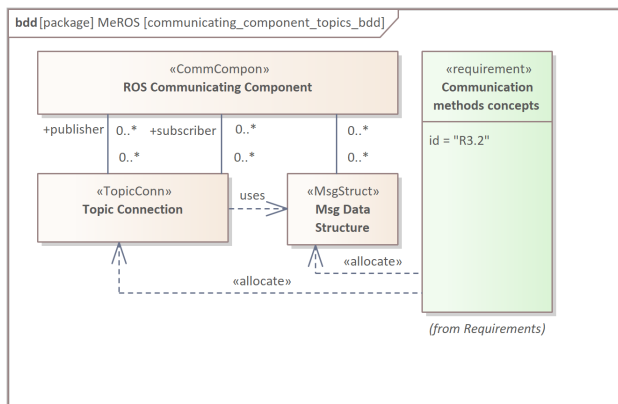 bdd [package] MeROS [communicating_component_topics_bdd]
«CommCompon»
ROS Communicating Component
«requirement»
Communication
methods concepts
id = "R3.2"
+publisher 0..* +subscriber 0..* 0..*
0..* 0..* 0..*
«TopicConn»
Topic Connection
uses
«MsgStruct»
Msg Data
Structure
«allocate»
«allocate»
(from Requirements)